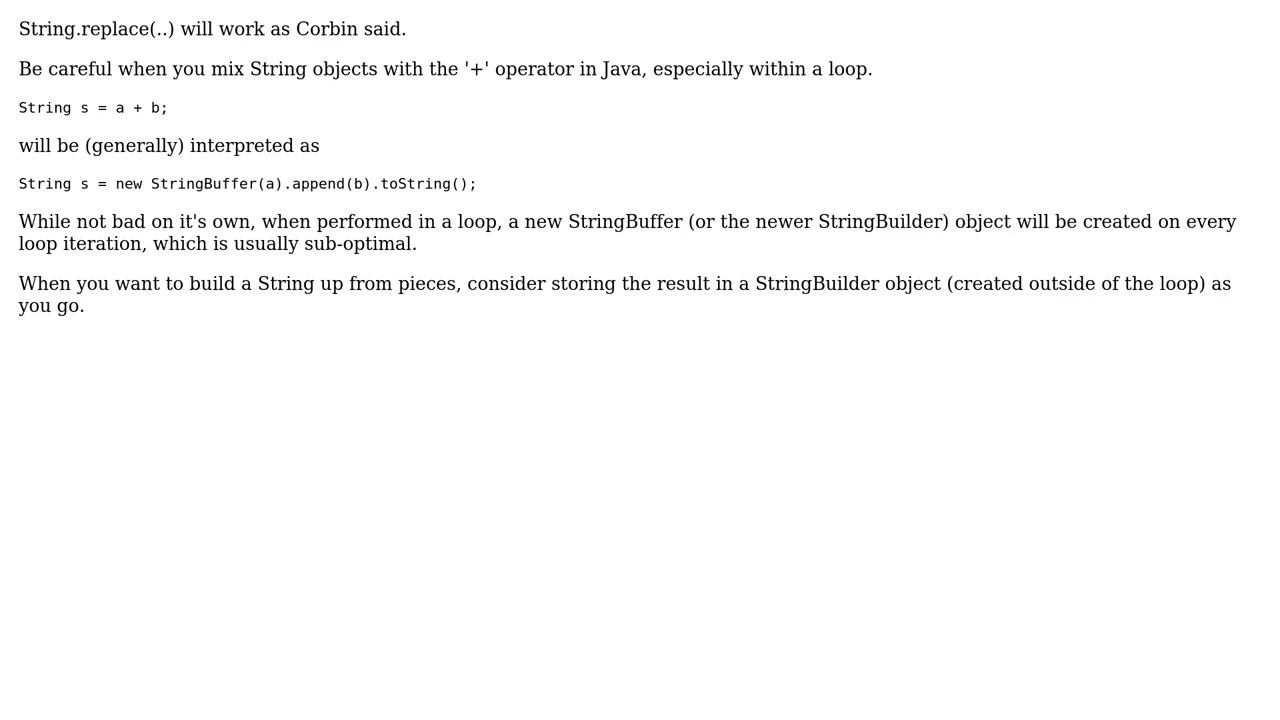 String.replace(..) will work as Corbin said.
Be careful when you mix String objects with the '+' operator in Java, especially within a loop.
String s = a + b;
will be (generally) interpreted as
String s = new StringBuffer(a).append(b).toString();
While not bad on it's own, when performed in a loop, a new StringBuffer (or the newer StringBuilder) object will be created on every
loop iteration, which is usually sub-optimal.
When you want to build a String up from pieces, consider storing the result in a StringBuilder object (created outside of the loop) as
you go.